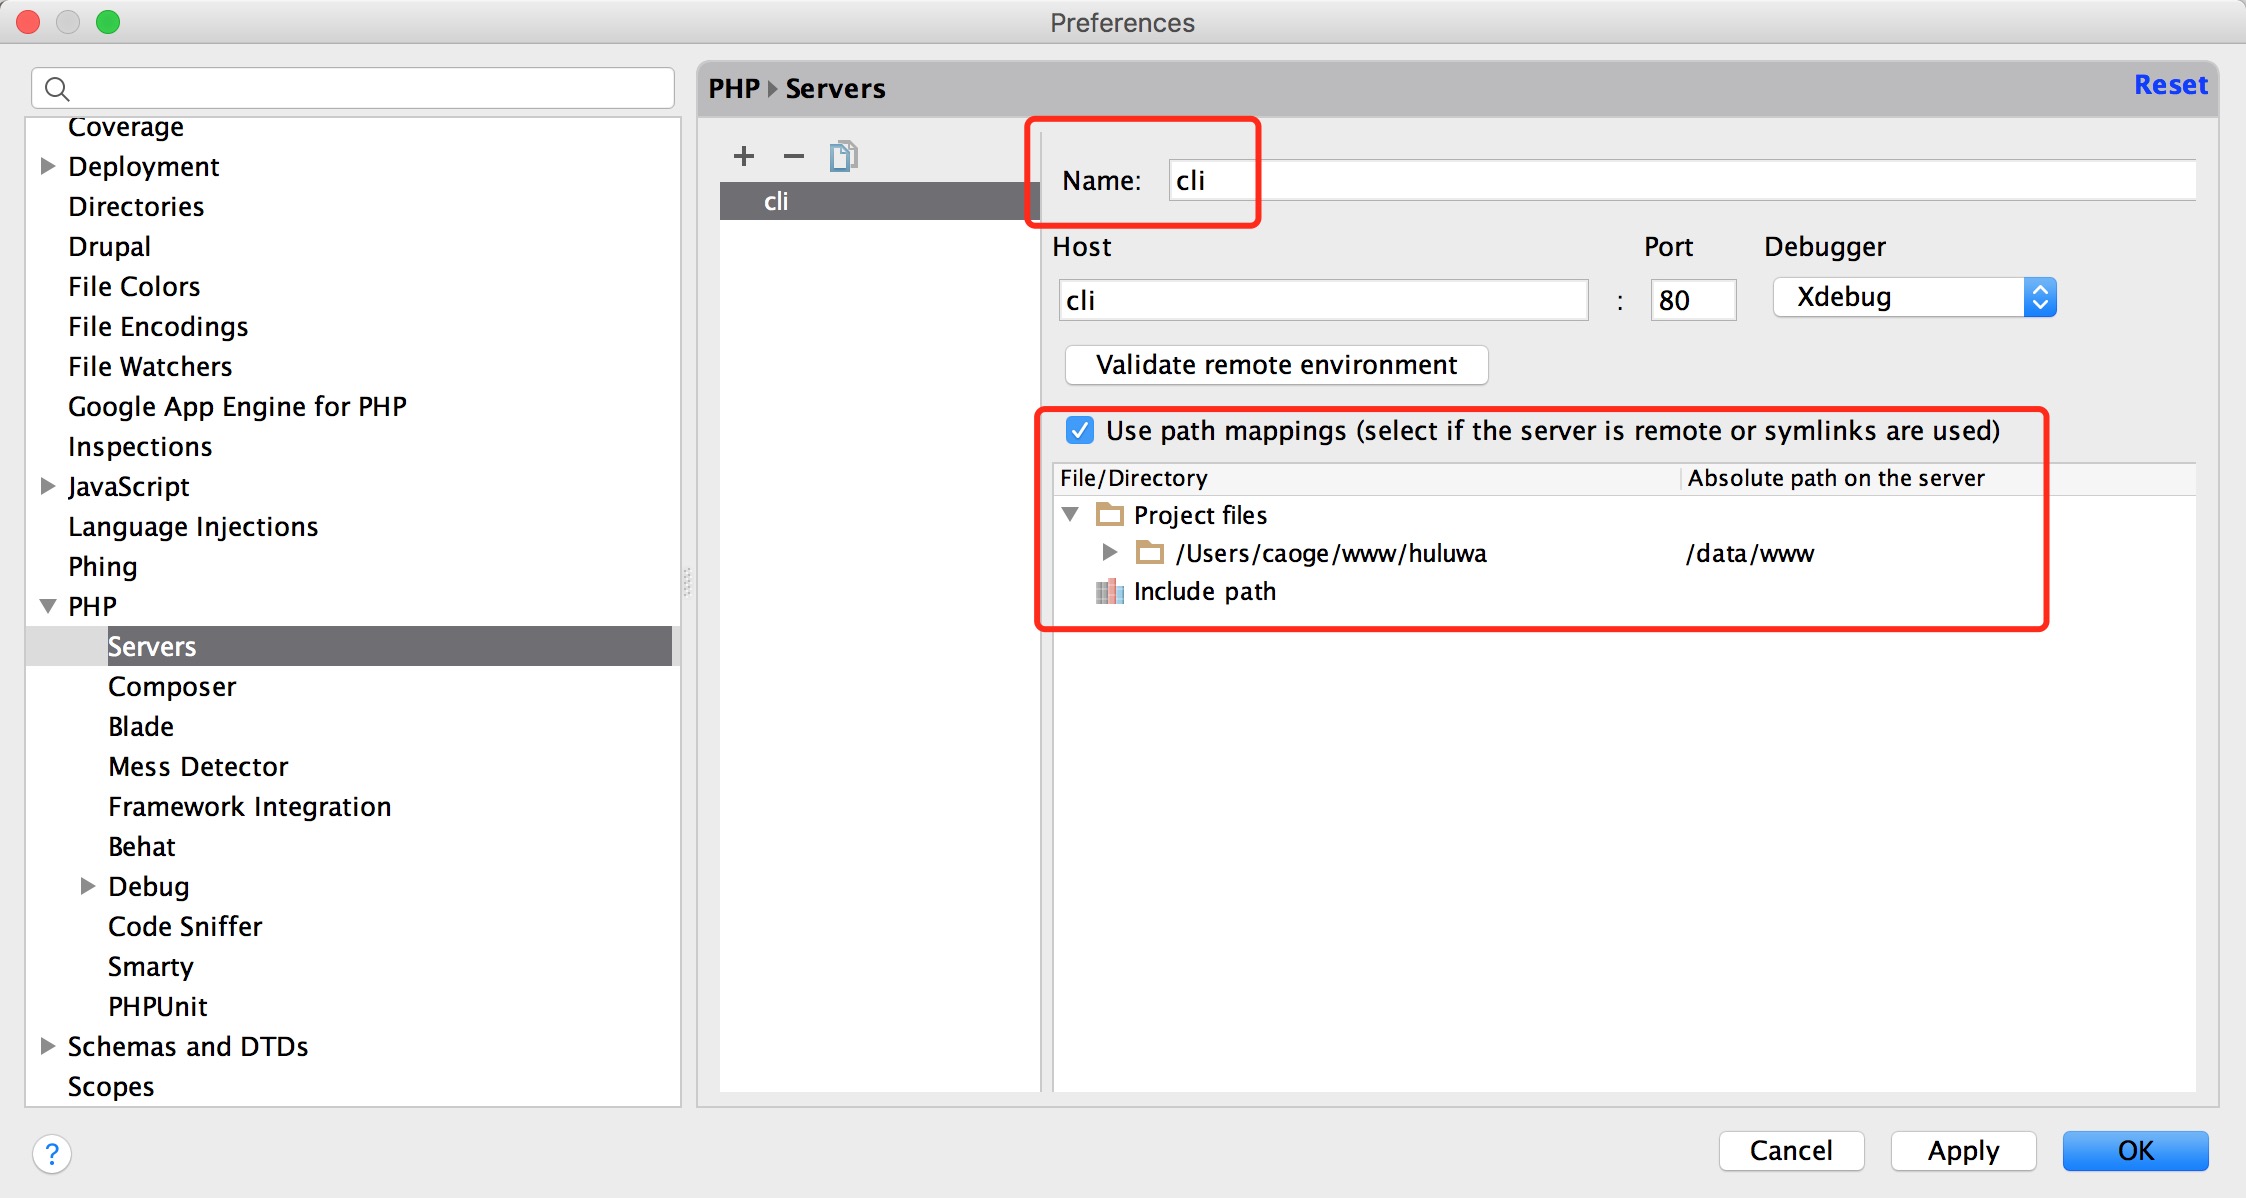 Preferences
Coverage
Deployment
Directories
Drupal
File Colors
File Encodings
File Watchers
Google App Engine for PHP
Inspections
JavaScript
Language Injections
Phing
PHP
Servers
Composer
Blade
Mess Detector
Framework Integration
Behat
Debug
Code Sniffer
Smarty
PHPUnit
Schemas and DTDs
Scopes
?
PHP Servers
Reset
cli
Name: cli
Host Port Debugger
cli : 80 Xdebug
Validate remote environment
Use path mappings (select if the server is remote or symlinks are used)
File/Directory Absolute path on the server
Project files
/Users/caoge/www/huluwa /data/www
Include path
Cancel Apply OK